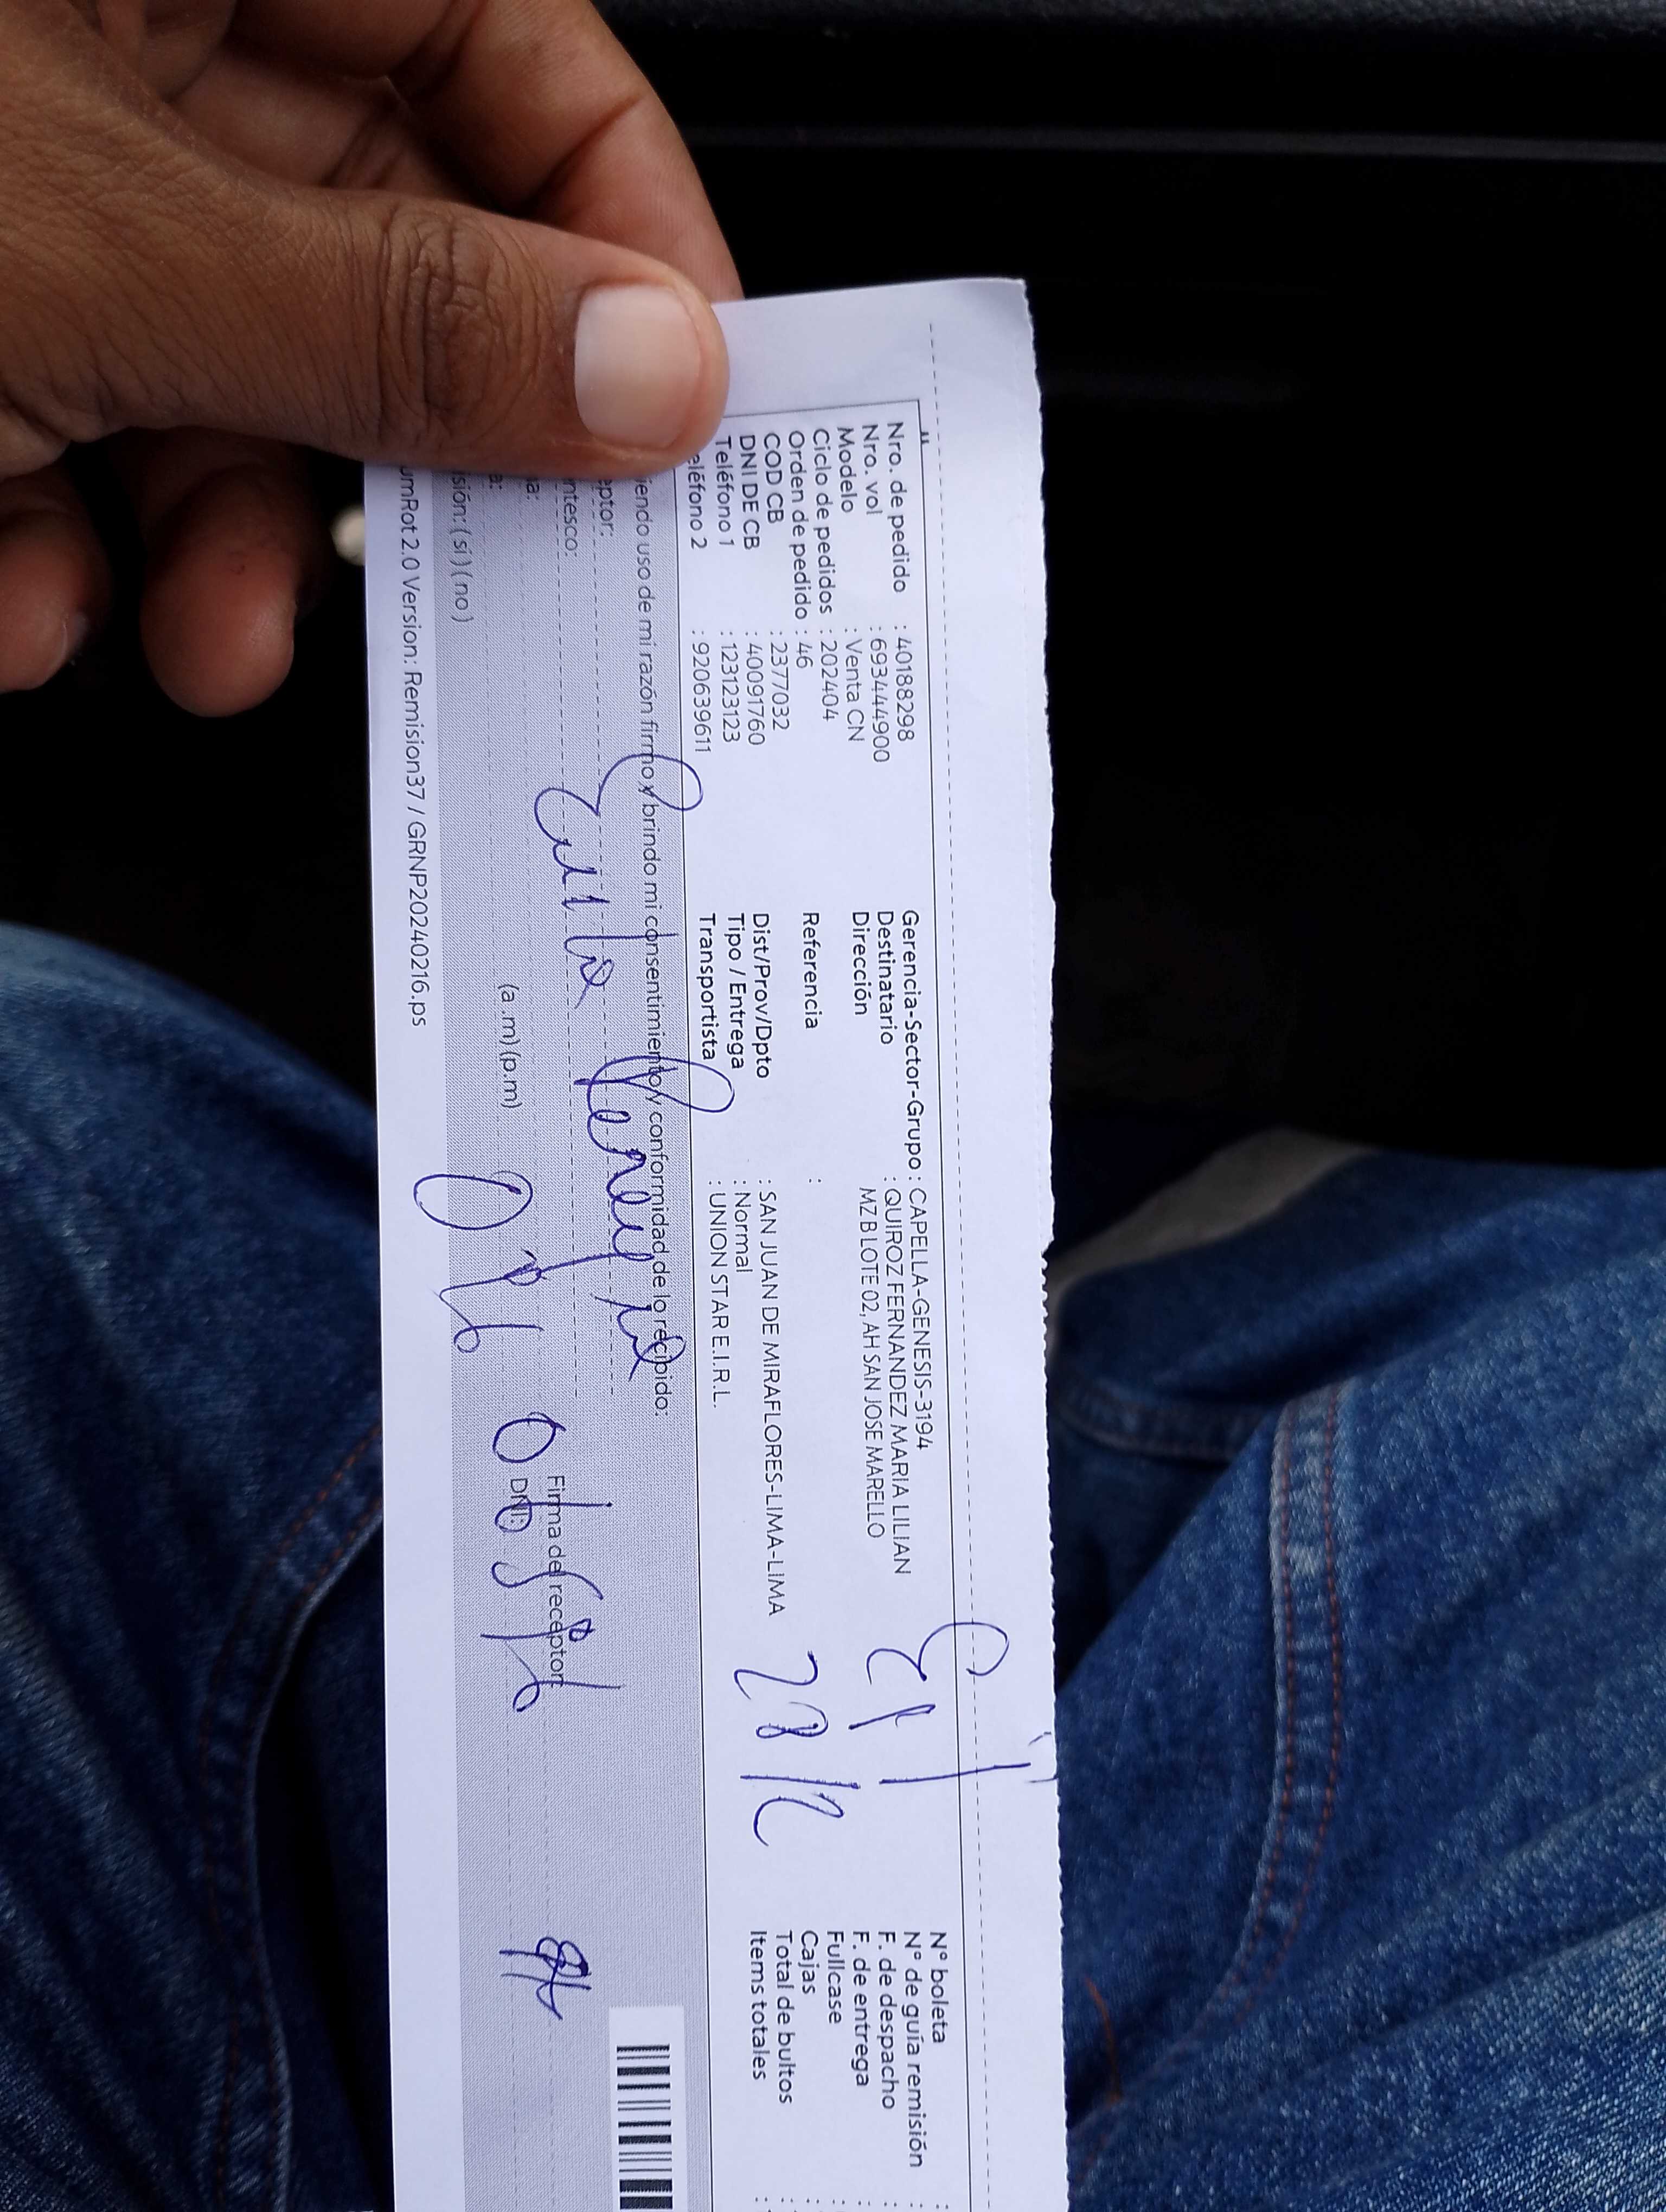 Nro. de pedido : 40188298
Nro. vol : 693444900
Modelo : Venta CN
Ciclo de pedidos : 202404
Orden de pedido : 46
COD CB : 2377032
DNI DE CB : 40091760
Teléfono 1 : 123123123
eléfono 2 : 920639611
Gerencia-Sector-Grupo : CAPELLA-GENESIS-3194
Destinatario : QUIROZ FERNANDEZ MARIA LILIAN
Dirección MZ B LOTE 02, AH SAN JOSE MARELLO
Referencia :
Dist/Prov/Dpto : SAN JUAN DE MIRAFLORES-LIMA-LIMA
Tipo / Entrega : Normal
Transportista : UNION STAR E.I.R.L.
N° boleta :
N° de guía remisión :
F. de despacho :
F. de entrega :
Fullcase :
Cajas :
Total de bultos :
Items totales :
iendo uso de mi razón firmo y brindo mi consentimiento y conformidad de lo recibido:
eptor:
ntesco:
a:
a: (a .m) (p.m)
sión: ( sí ) ( no )
Firma del receptor
DNI:
umRot 2.0 Version: Remision37 / GRNP20240216.ps